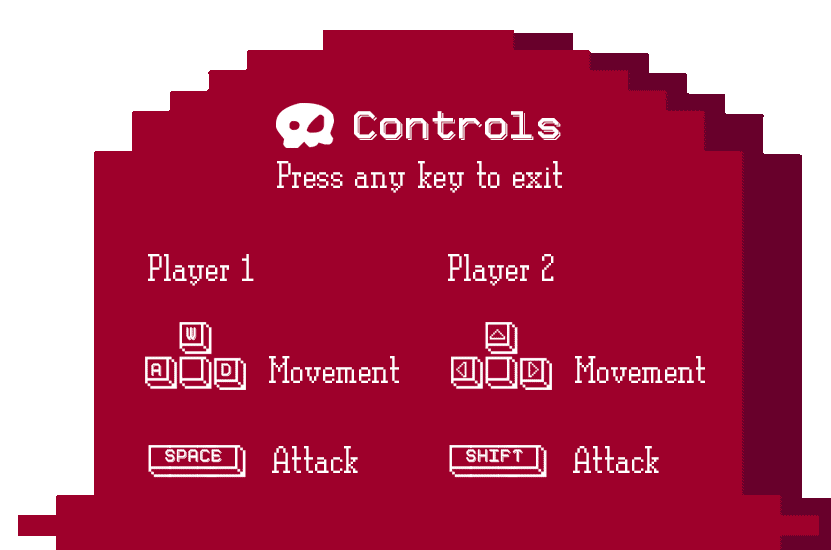 Controls
Press any key to exit
Player 1
Player 2
W
A D Movement
Movement
SPACE Attack
SHIFT Attack